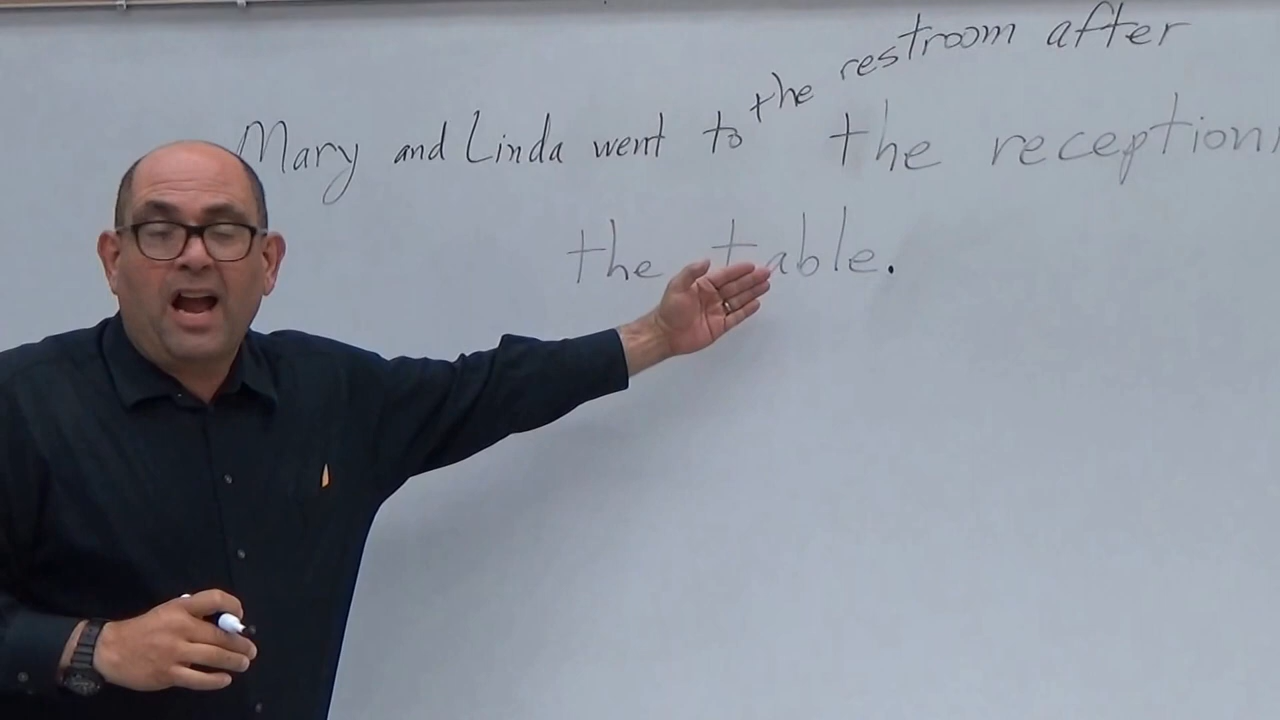 Mary and Linda went to the restroom after
the reception
the table.